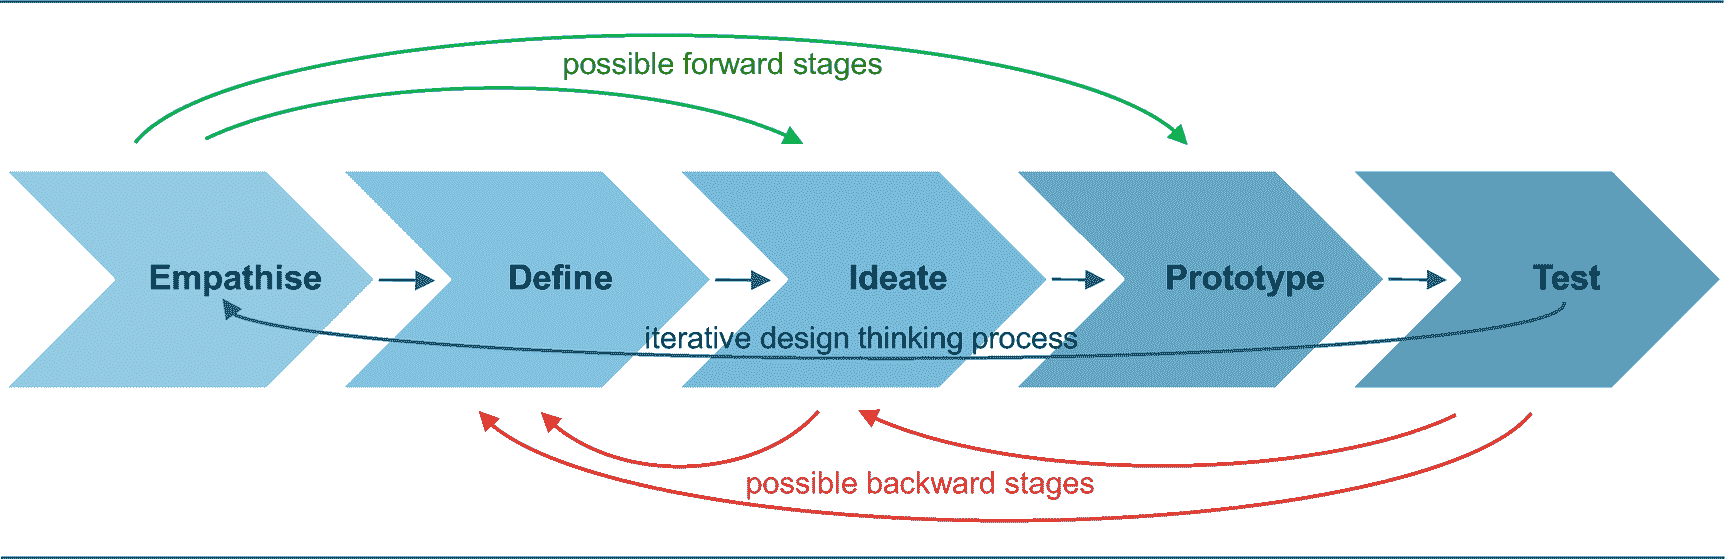 possible forward stages
Empathise
Define
Ideate
Prototype
Test
iterative design thinking process
possible backward stages